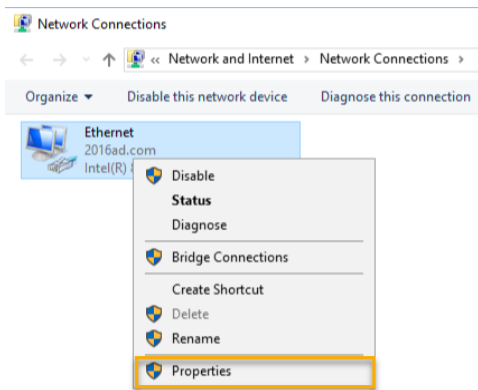 Network Connections
« Network and Internet > Network Connections >
Organize Disable this network device Diagnose this connection
Ethernet
2016ad.com
Intel(R)
Disable
Status
Diagnose
Bridge Connections
Create Shortcut
Delete
Rename
Properties